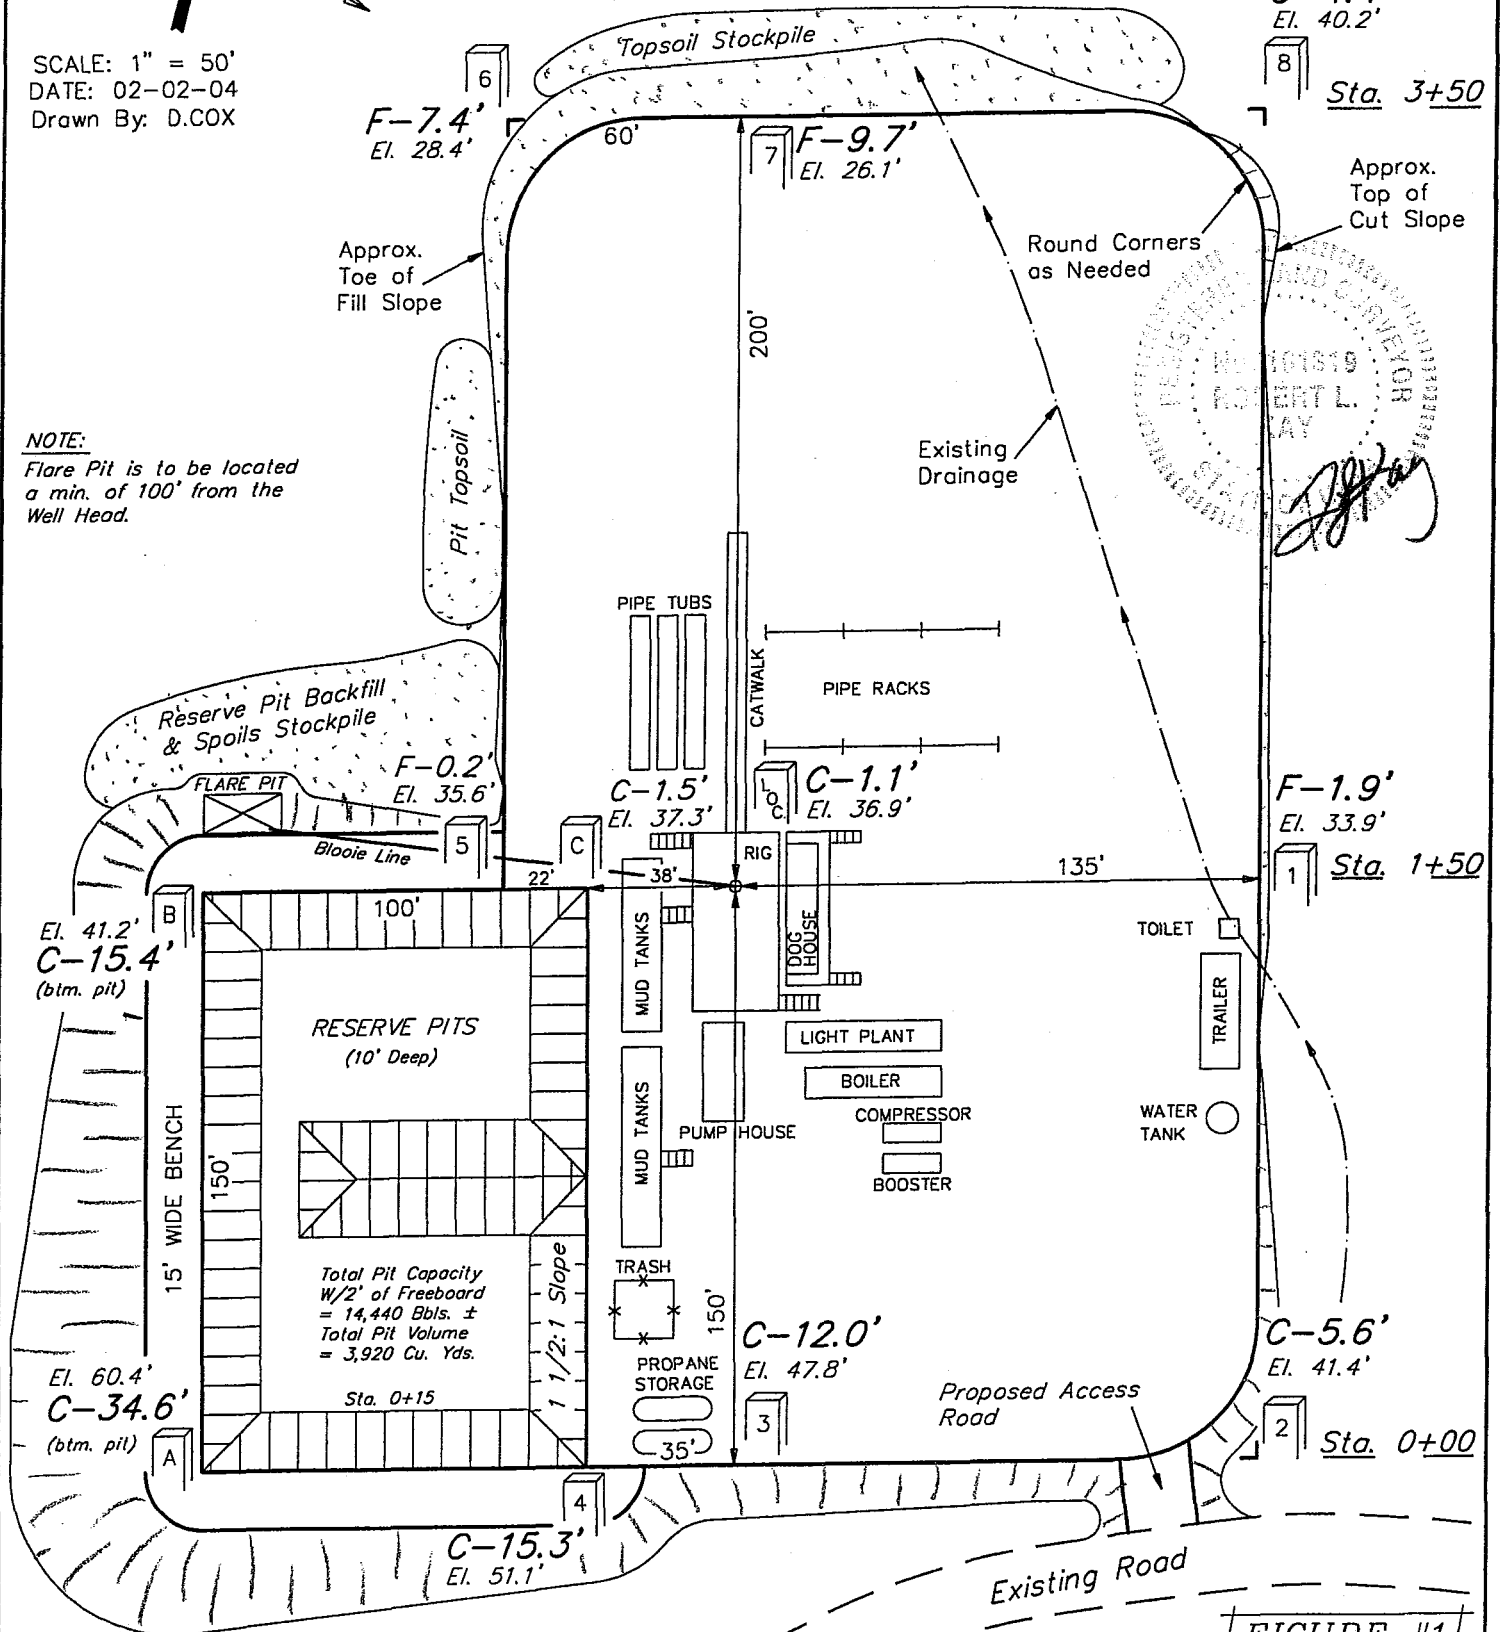 SCALE: 1" = 50'
DATE: 02-02-04
Drawn By: D.COX
El. 40.2'
Topsoil Stockpile
6
8
Sta. 3+50
F-7.4'
El. 28.4'
60'
7
F-9.7'
El. 26.1'
Approx.
Top of
Cut Slope
Round Corners
as Needed
Approx.
Toe of
Fill Slope
200'
ROBERT L.
NOTE:
Flare Pit is to be located
a min. of 100' from the
Well Head.
Pit Topsoil
Existing
Drainage
PIPE TUBS
CATWALK
PIPE RACKS
Reserve Pit Backfill
& Spoils Stockpile
FLARE PIT
F-0.2'
El. 35.6'
C-1.5'
El. 37.3'
LOC.
C-1.1'
El. 36.9'
F-1.9'
El. 33.9'
Blooie Line
5
C
RIG
1
Sta. 1+50
22'
38'
135'
B
100'
El. 41.2'
C-15.4'
(btm. pit)
MUD TANKS
DOG HOUSE
TOILET
TRAILER
RESERVE PITS
(10' Deep)
LIGHT PLANT
BOILER
COMPRESSOR
PUMP HOUSE
BOOSTER
WATER
TANK
MUD TANKS
15' WIDE BENCH
150'
Total Pit Capacity
W/2' of Freeboard
= 14,440 Bbls. ±
Total Pit Volume
= 3,920 Cu. Yds.
1 1/2:1 Slope
TRASH
150'
C-12.0'
El. 47.8'
C-5.6'
El. 41.4'
El. 60.4'
C-34.6'
(btm. pit)
Sta. 0+15
PROPANE
STORAGE
Proposed Access
Road
A
35'
3
2
Sta. 0+00
4
C-15.3'
El. 51.1'
Existing Road
FIGURE #1